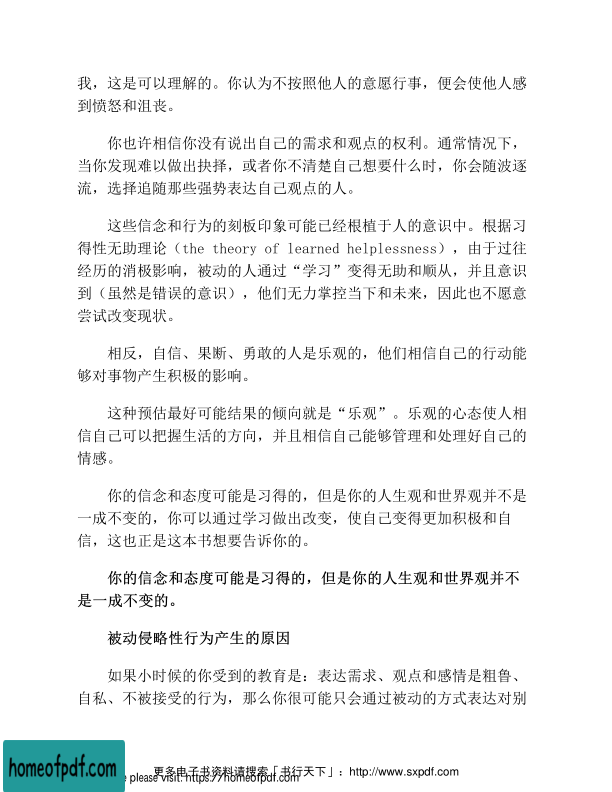 我，这是可以理解的。你认为不按照他人的意愿行事，便会使他人感
到愤怒和沮丧。
你也许相信你没有说出自己的需求和观点的权利。通常情况下，
当你发现难以做出抉择，或者你不清楚自己想要什么时，你会随波逐
流，选择追随那些强势表达自己观点的人。
这些信念和行为的刻板印象可能已经根植于人的意识中。根据习
得性无助理论（the theory of learned helplessness），由于过往
经历的消极影响，被动的人通过“学习”变得无助和顺从，并且意识
到（虽然是错误的意识），他们无力掌控当下和未来，因此也不愿意
尝试改变现状。
相反，自信、果断、勇敢的人是乐观的，他们相信自己的行动能
够对事物产生积极的影响。
这种预估最好可能结果的倾向就是“乐观”。乐观的心态使人相
信自己可以把握生活的方向，并且相信自己能够管理和处理好自己的
情感。
你的信念和态度可能是习得的，但是你的人生观和世界观并不是
一成不变的，你可以通过学习做出改变，使自己变得更加积极和自
信，这也正是这本书想要告诉你的。
你的信念和态度可能是习得的，但是你的人生观和世界观并不
是一成不变的。
被动侵略性行为产生的原因
如果小时候的你受到的教育是：表达需求、观点和感情是粗鲁、
自私、不被接受的行为，那么你很可能只会通过被动的方式表达对别
更多电子书资料请搜索「书行天下」：http://www.sxpdf.com
homeofpdf.com
please visit: https://homeofpdf.com